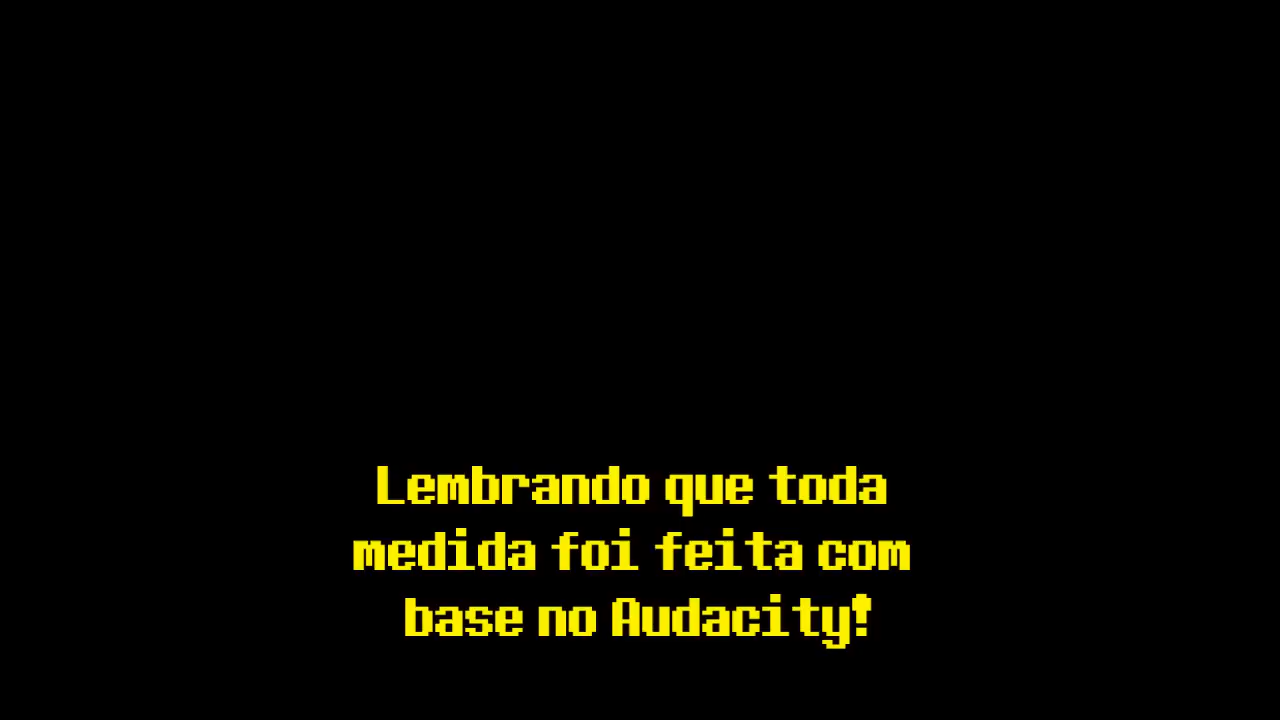 Lembrando que toda
medida foi feita com
base no Audacity!